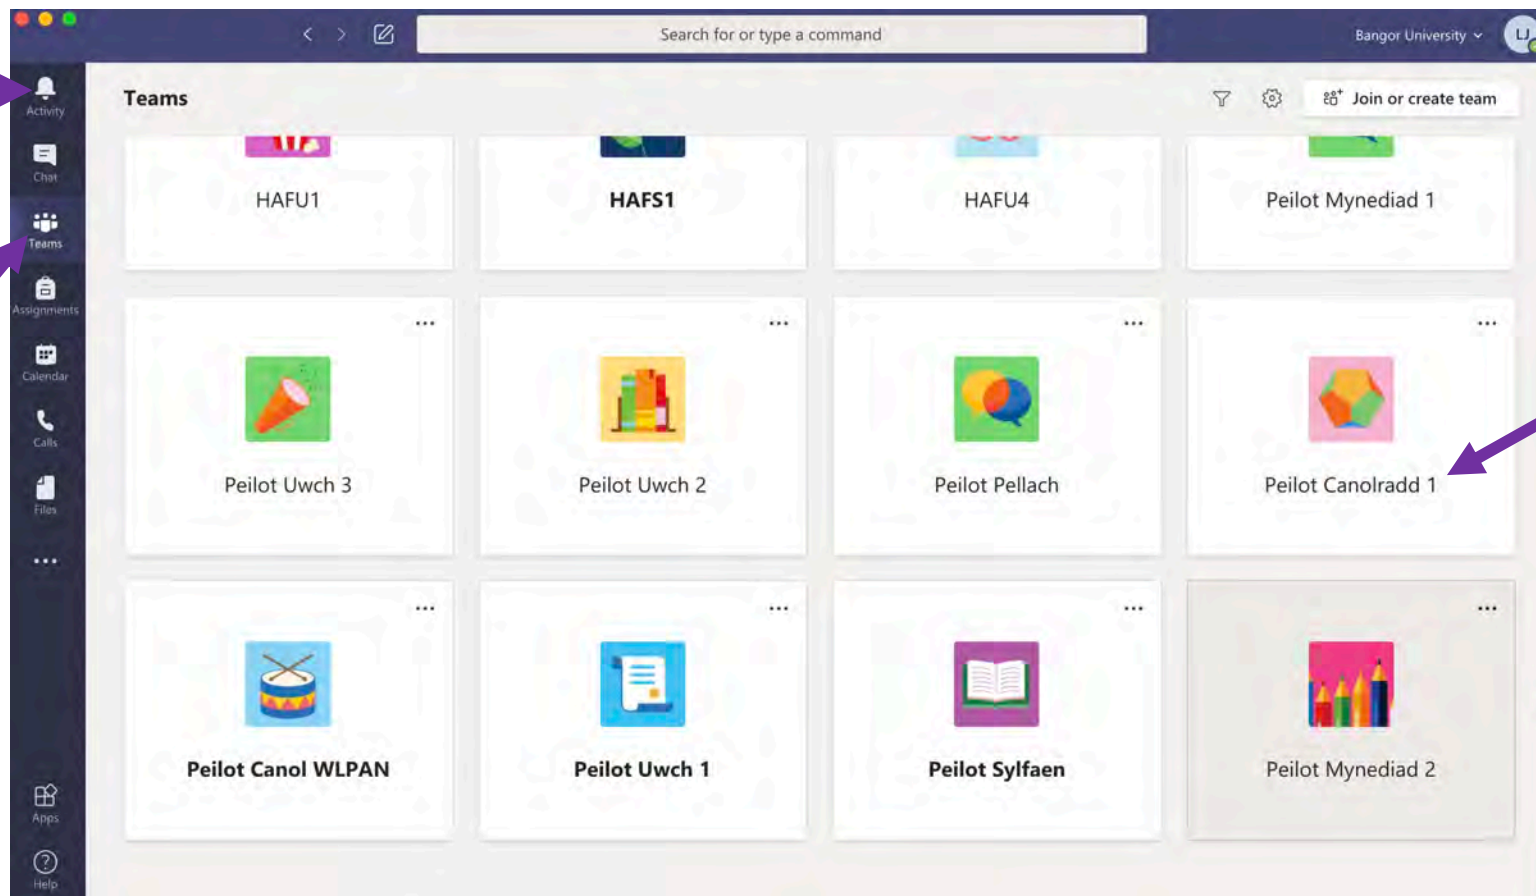 Search for or type a command
Bangor University
LJ
Activity
Chat
Teams
Assignments
Calendar
Calls
Files
Apps
Help
Teams
Join or create team
HAFU1
HAFS1
HAFU4
Peilot Mynediad 1
Peilot Uwch 3
Peilot Uwch 2
Peilot Pellach
Peilot Canolradd 1
Peilot Canol WLPAN
Peilot Uwch 1
Peilot Sylfaen
Peilot Mynediad 2